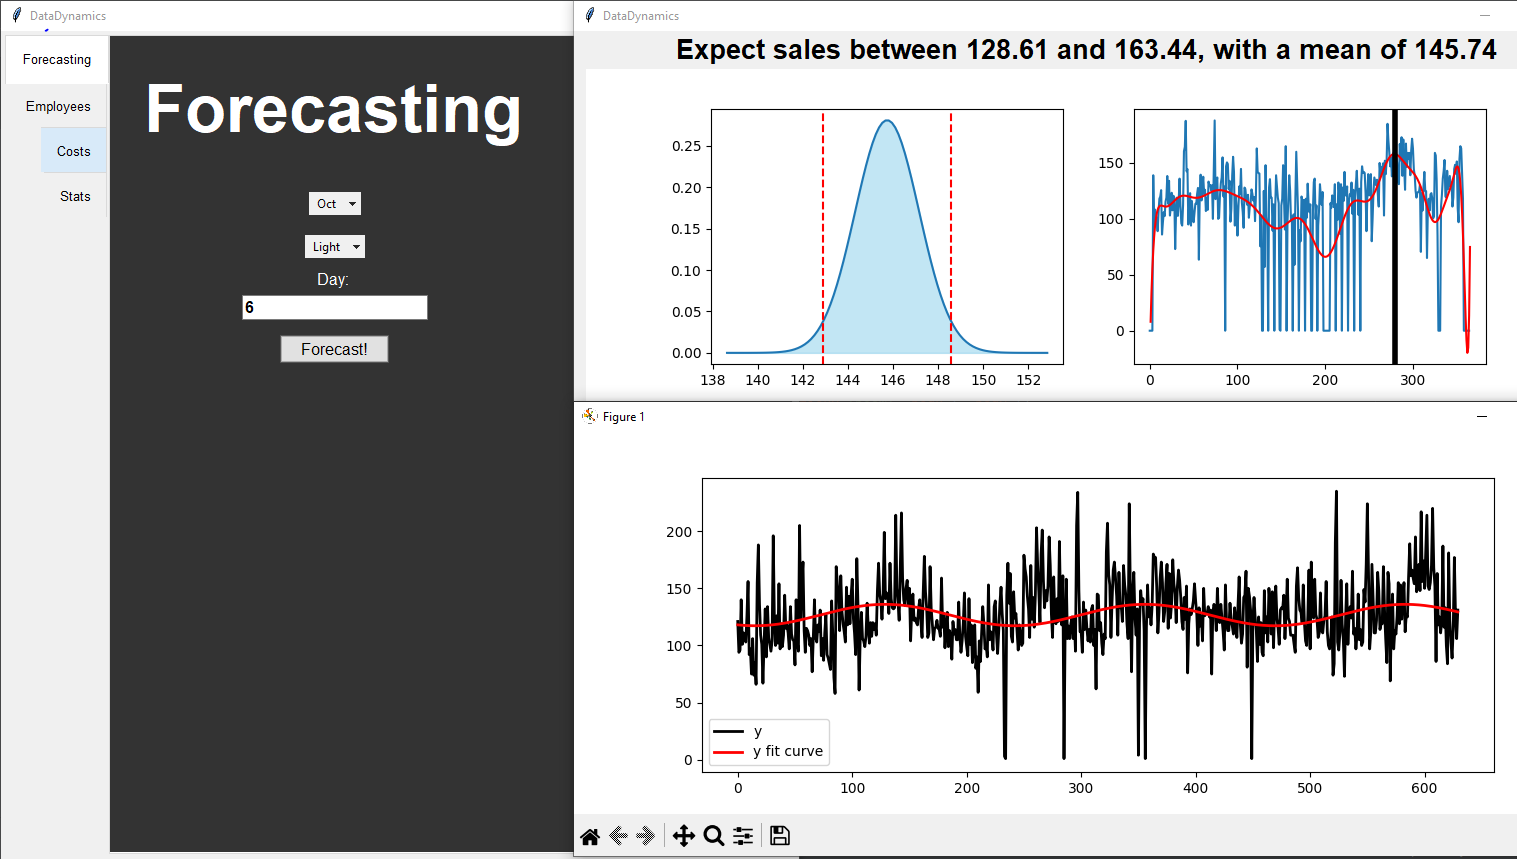 DataDynamics
Forecasting
Employees
Costs
Stats
Forecasting
Oct
Light
Day:
6
Forecast!
DataDynamics
Expect sales between 128.61 and 163.44, with a mean of 145.74
0.25
0.20
0.15
0.10
0.05
0.00
138 140 142 144 146 148 150 152
150
100
50
0
0 100 200 300
Figure 1
200
150
100
50
0
y
y fit curve
0 100 200 300 400 500 600